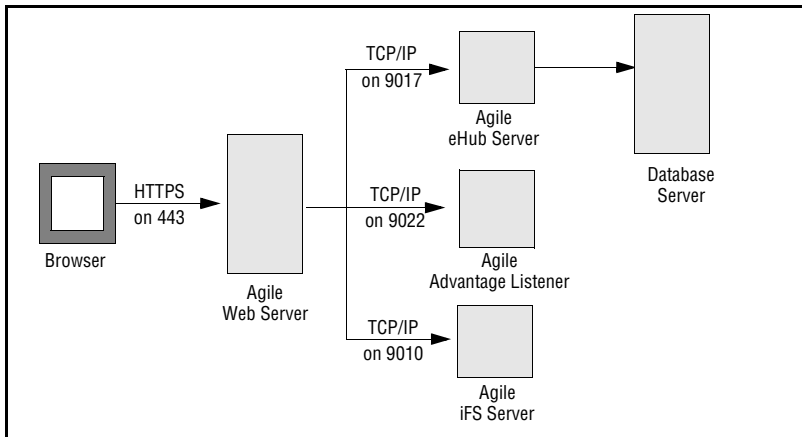 HTTPS
on 443
Browser
Agile
Web Server
TCP/IP
on 9017
Agile
eHub Server
Database
Server
TCP/IP
on 9022
Agile
Advantage Listener
TCP/IP
on 9010
Agile
iFS Server